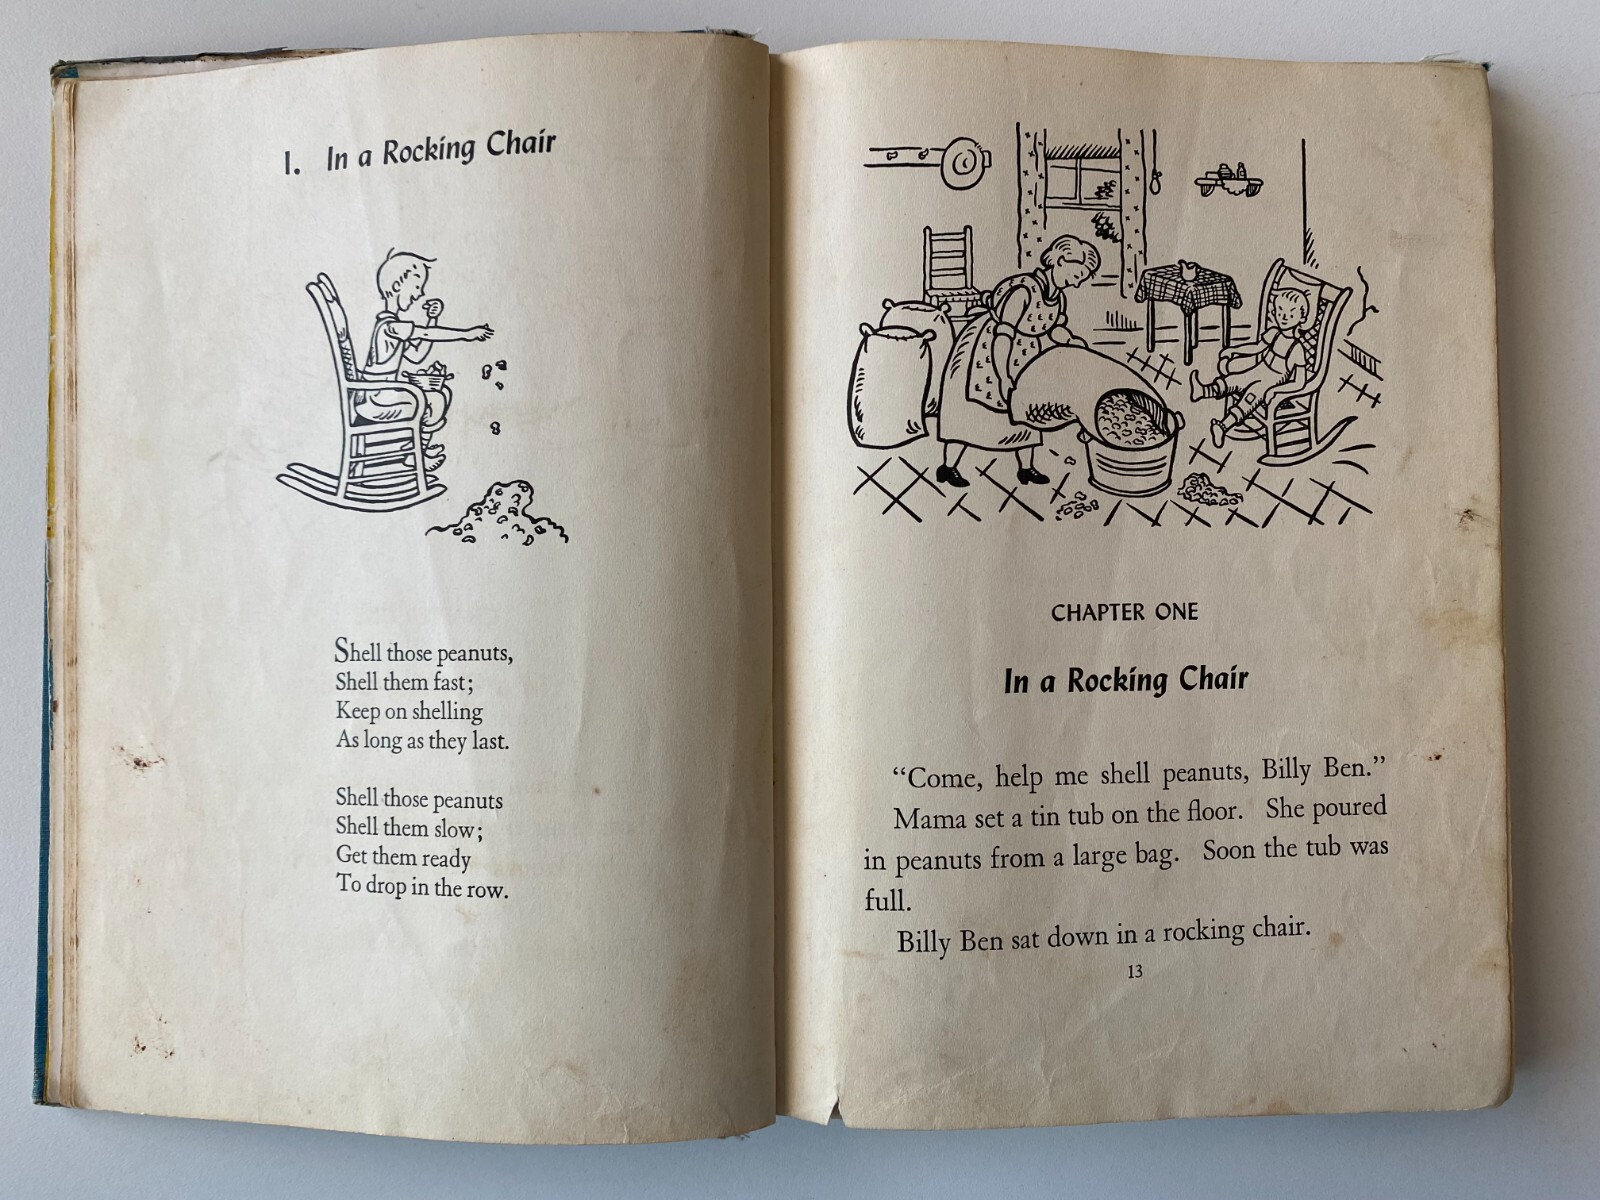 I. In a Rocking Chair
Shell those peanuts,
Shell them fast;
Keep on shelling
As long as they last.
Shell those peanuts
Shell them slow;
Get them ready
To drop in the row.
CHAPTER ONE
In a Rocking Chair
“Come, help me shell peanuts, Billy Ben.”
Mama set a tin tub on the floor. She poured
in peanuts from a large bag. Soon the tub was
full.
Billy Ben sat down in a rocking chair.
13